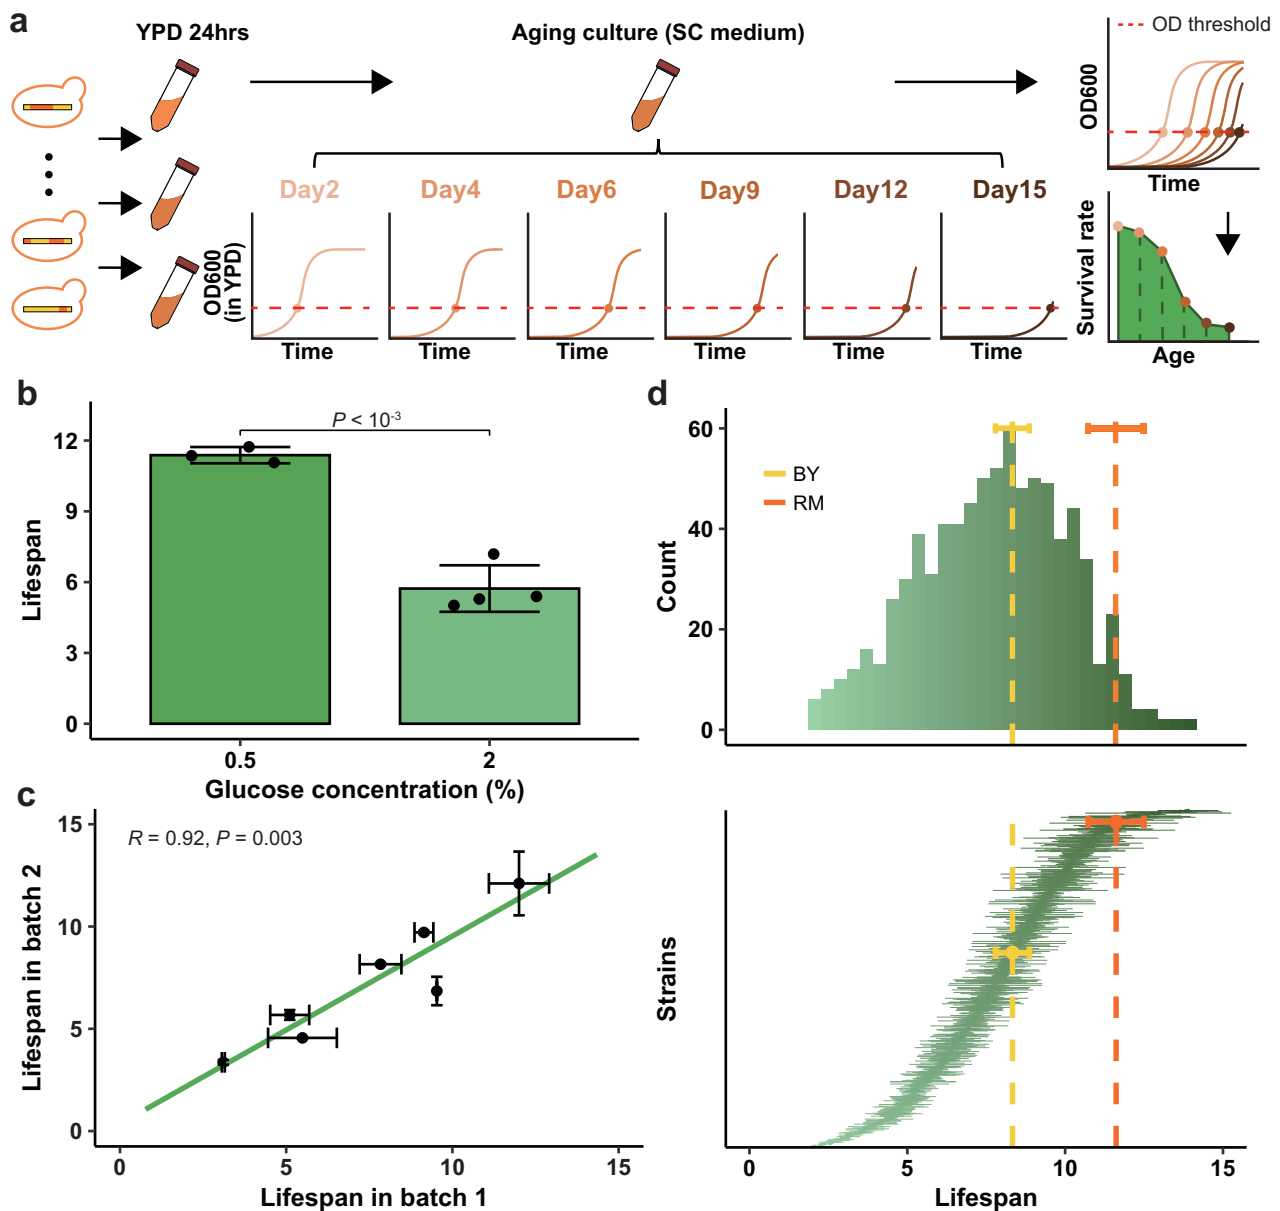 a
YPD 24hrs
Aging culture (SC medium)
OD threshold
OD600
Time
Day2
Day4
Day6
Day9
Day12
Day15
OD600
(in YPD)
Time
Time
Time
Time
Time
Time
Survival rate
Age
b
P < 10-3
Lifespan
12
9
6
3
0
0.5
2
Glucose concentration (%)
c
R = 0.92, P = 0.003
Lifespan in batch 2
15
10
5
0
0
5
10
15
Lifespan in batch 1
d
BY
RM
Count
60
40
20
0
Strains
0
5
10
15
Lifespan